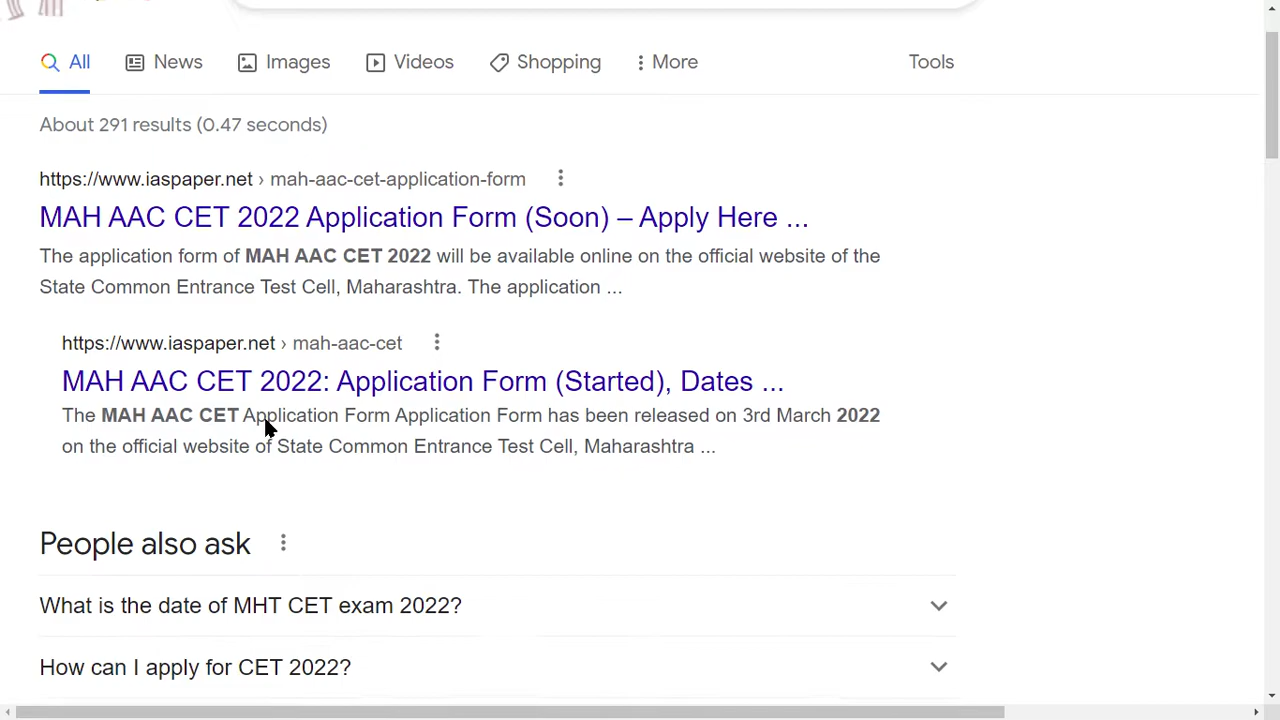 All News Images Videos Shopping More Tools
About 291 results (0.47 seconds)
https://www.iaspaper.net › mah-aac-cet-application-form
MAH AAC CET 2022 Application Form (Soon) – Apply Here ...
The application form of MAH AAC CET 2022 will be available online on the official website of the
State Common Entrance Test Cell, Maharashtra. The application ...
https://www.iaspaper.net › mah-aac-cet
MAH AAC CET 2022: Application Form (Started), Dates ...
The MAH AAC CET Application Form Application Form has been released on 3rd March 2022
on the official website of State Common Entrance Test Cell, Maharashtra ...
People also ask
What is the date of MHT CET exam 2022?
How can I apply for CET 2022?